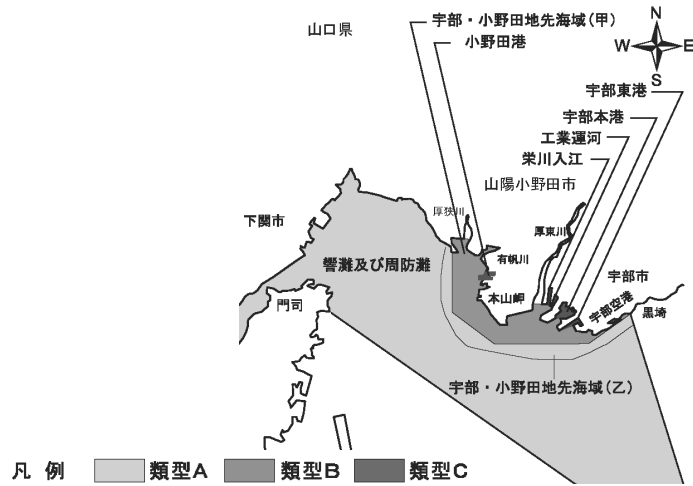 山口県
宇部・小野田地先海域(甲)
小野田港
N
W E
S
宇部東港
宇部本港
工業運河
栄川入江
山陽小野田市
厚狭川
下関市
厚東川
有帆川
響灘及び周防灘
宇部市
本山岬
宇部空港
黒埼
門司
宇部・小野田地先海域(乙)
凡 例 類型A 類型B 類型C